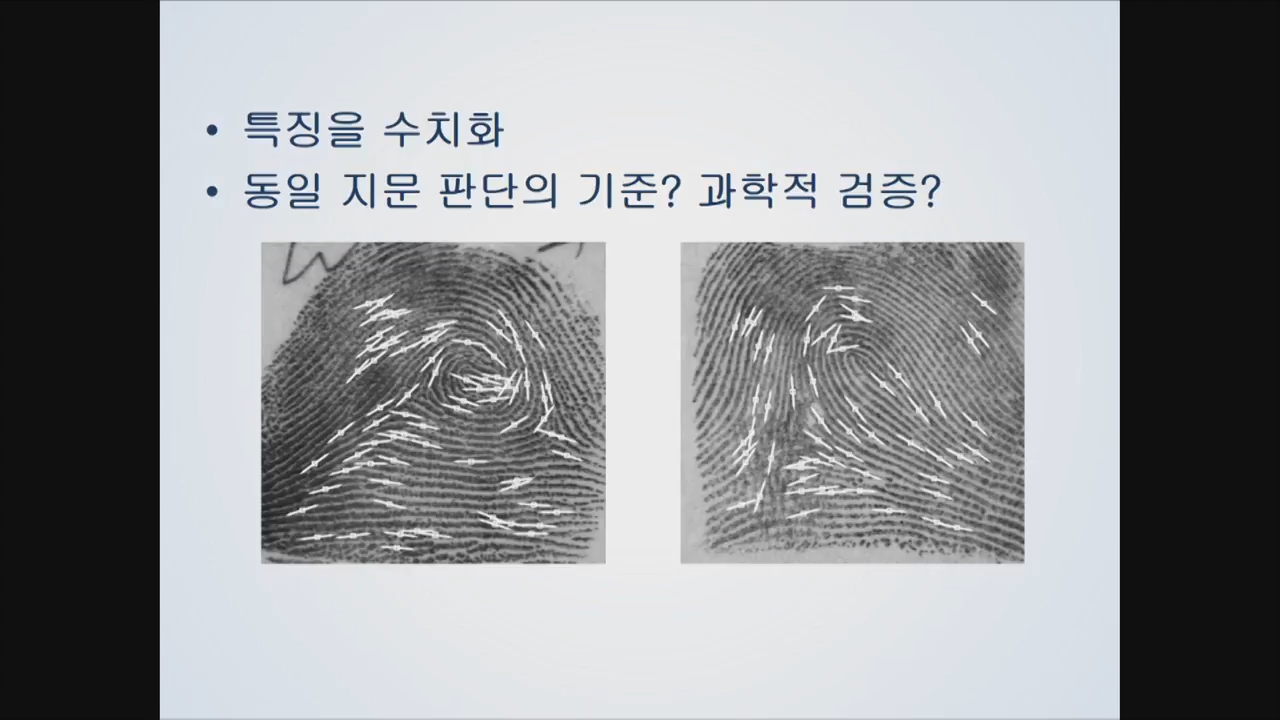 • 특징을 수치화
• 동일 지문 판단의 기준? 과학적 검증?